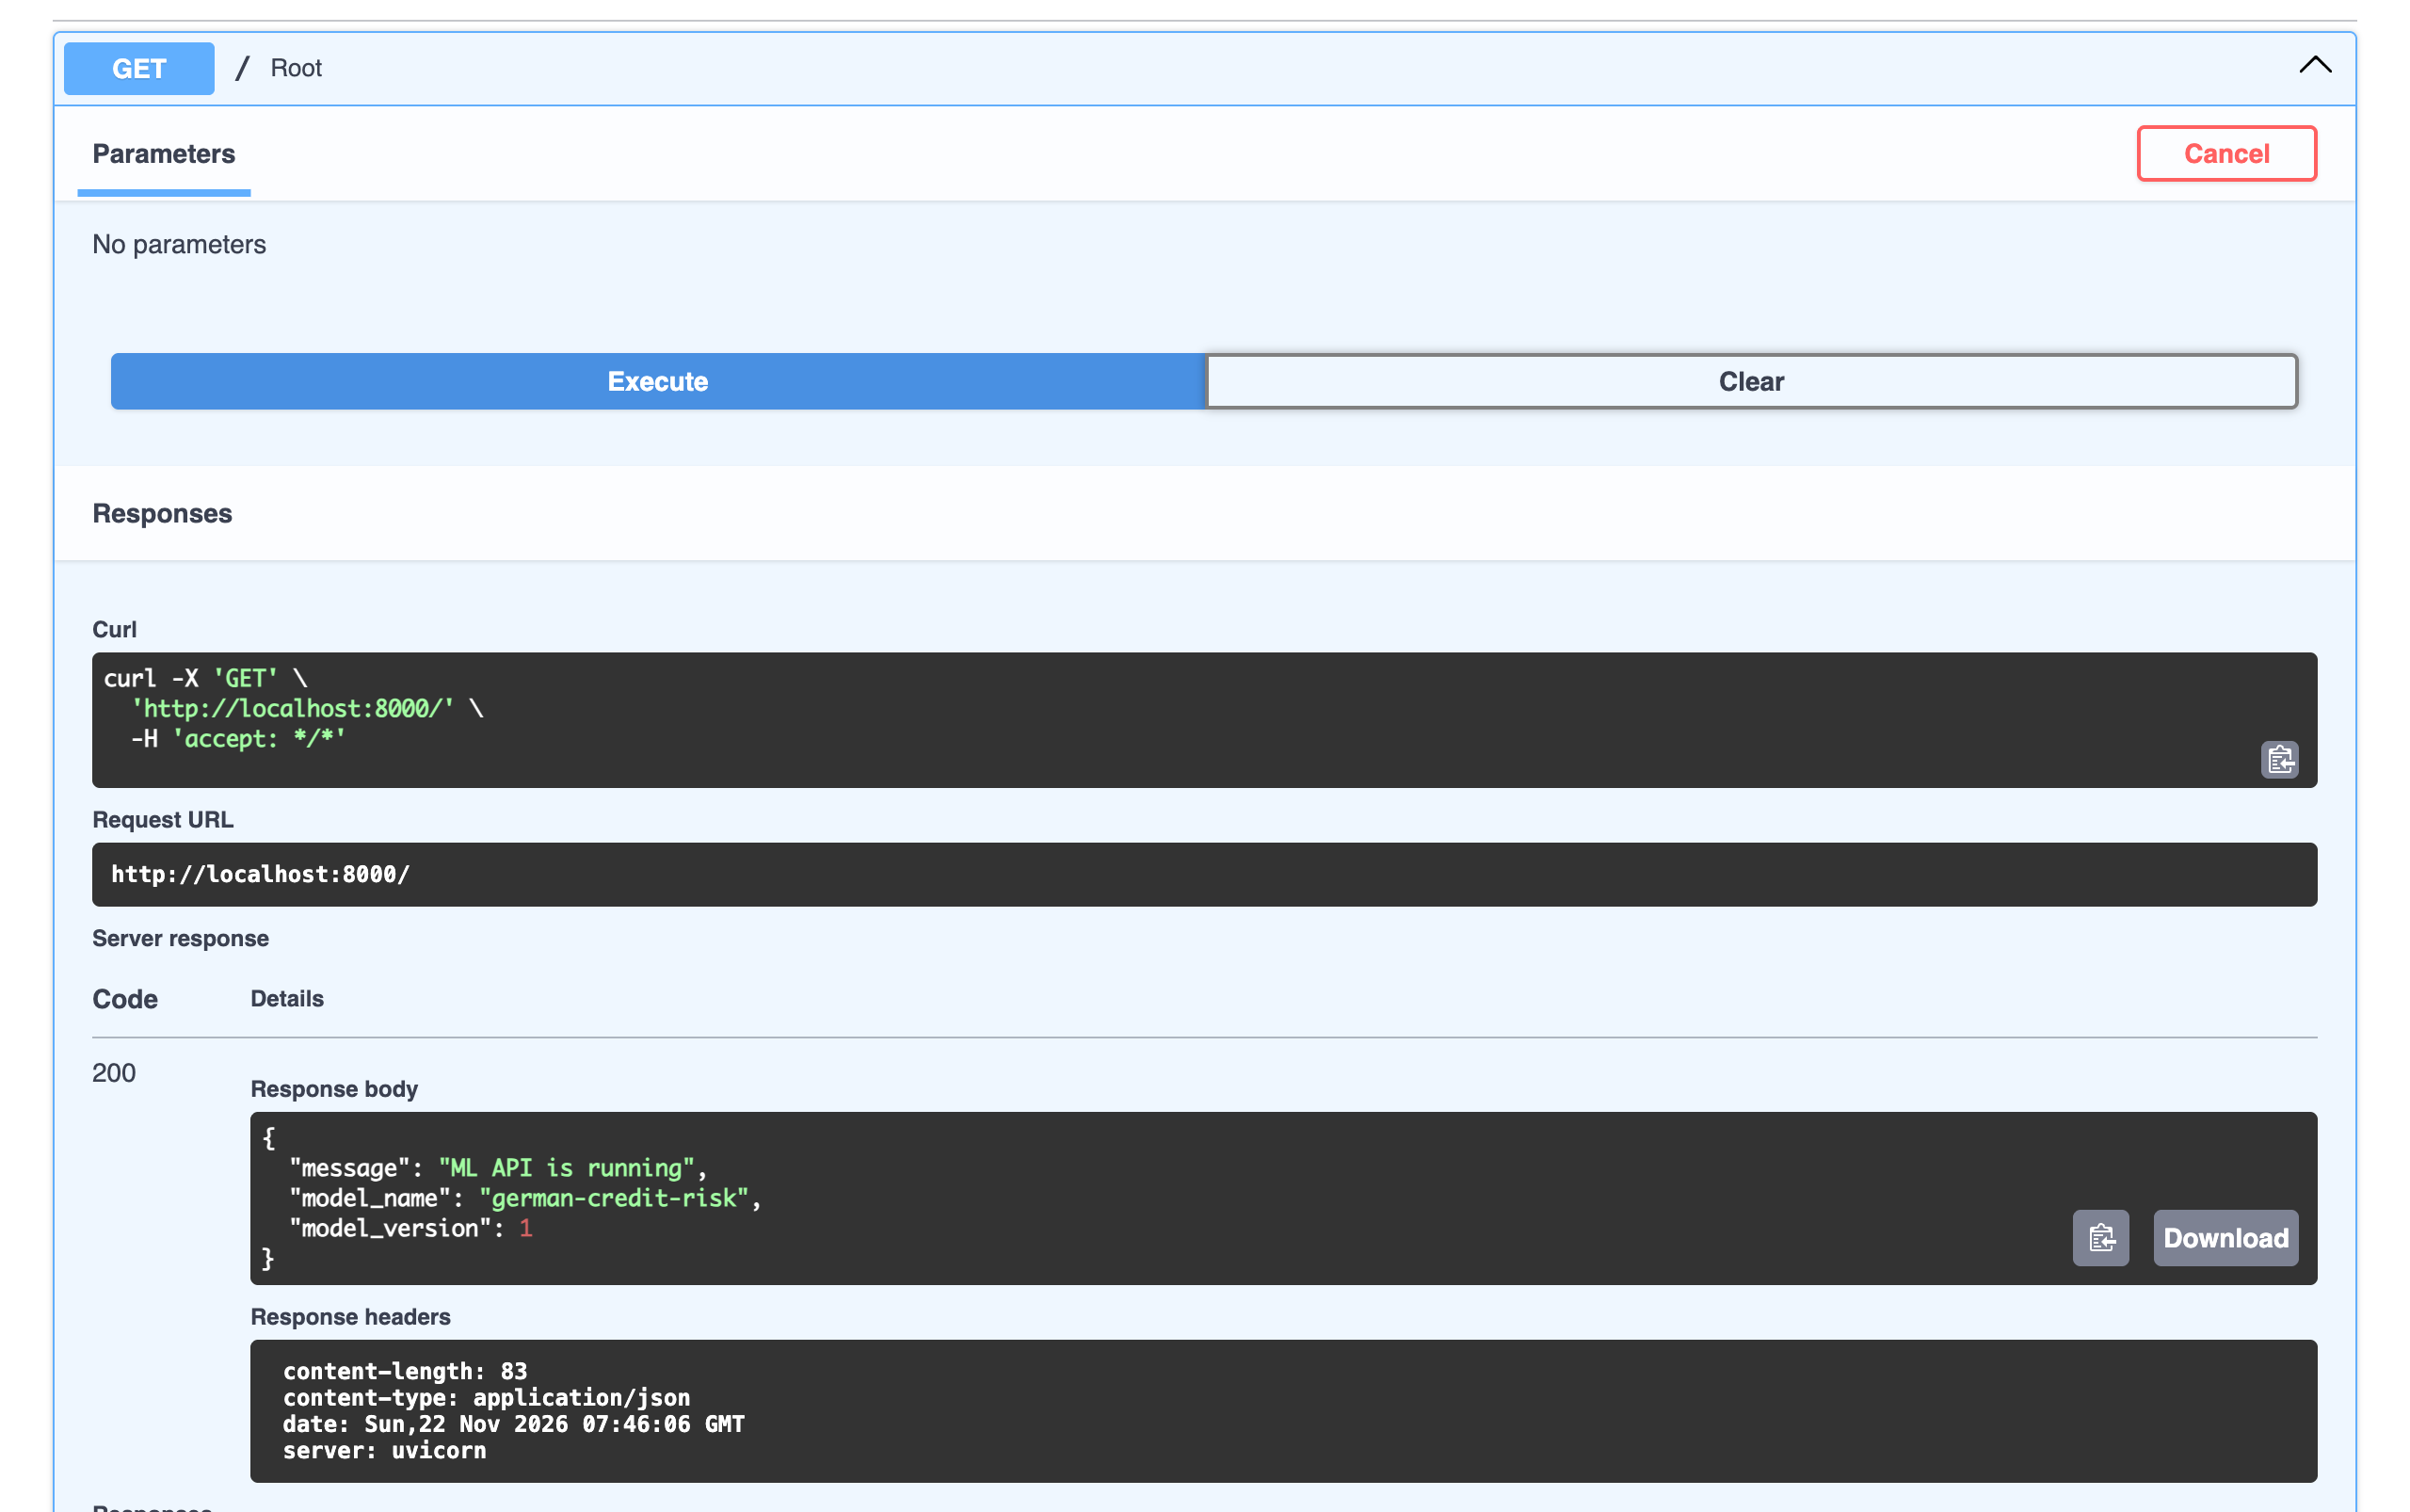 GET / Root
Parameters
Cancel
No parameters
Execute
Clear
Responses
Curl
curl -X 'GET' \
  'http://localhost:8000/' \
  -H 'accept: */*'
Request URL
http://localhost:8000/
Server response
Code Details
200
Response body
{
  "message": "ML API is running",
  "model_name": "german-credit-risk",
  "model_version": 1
}
Download
Response headers
content-length: 83
content-type: application/json
date: Sun,22 Nov 2026 07:46:06 GMT
server: uvicorn
Responses